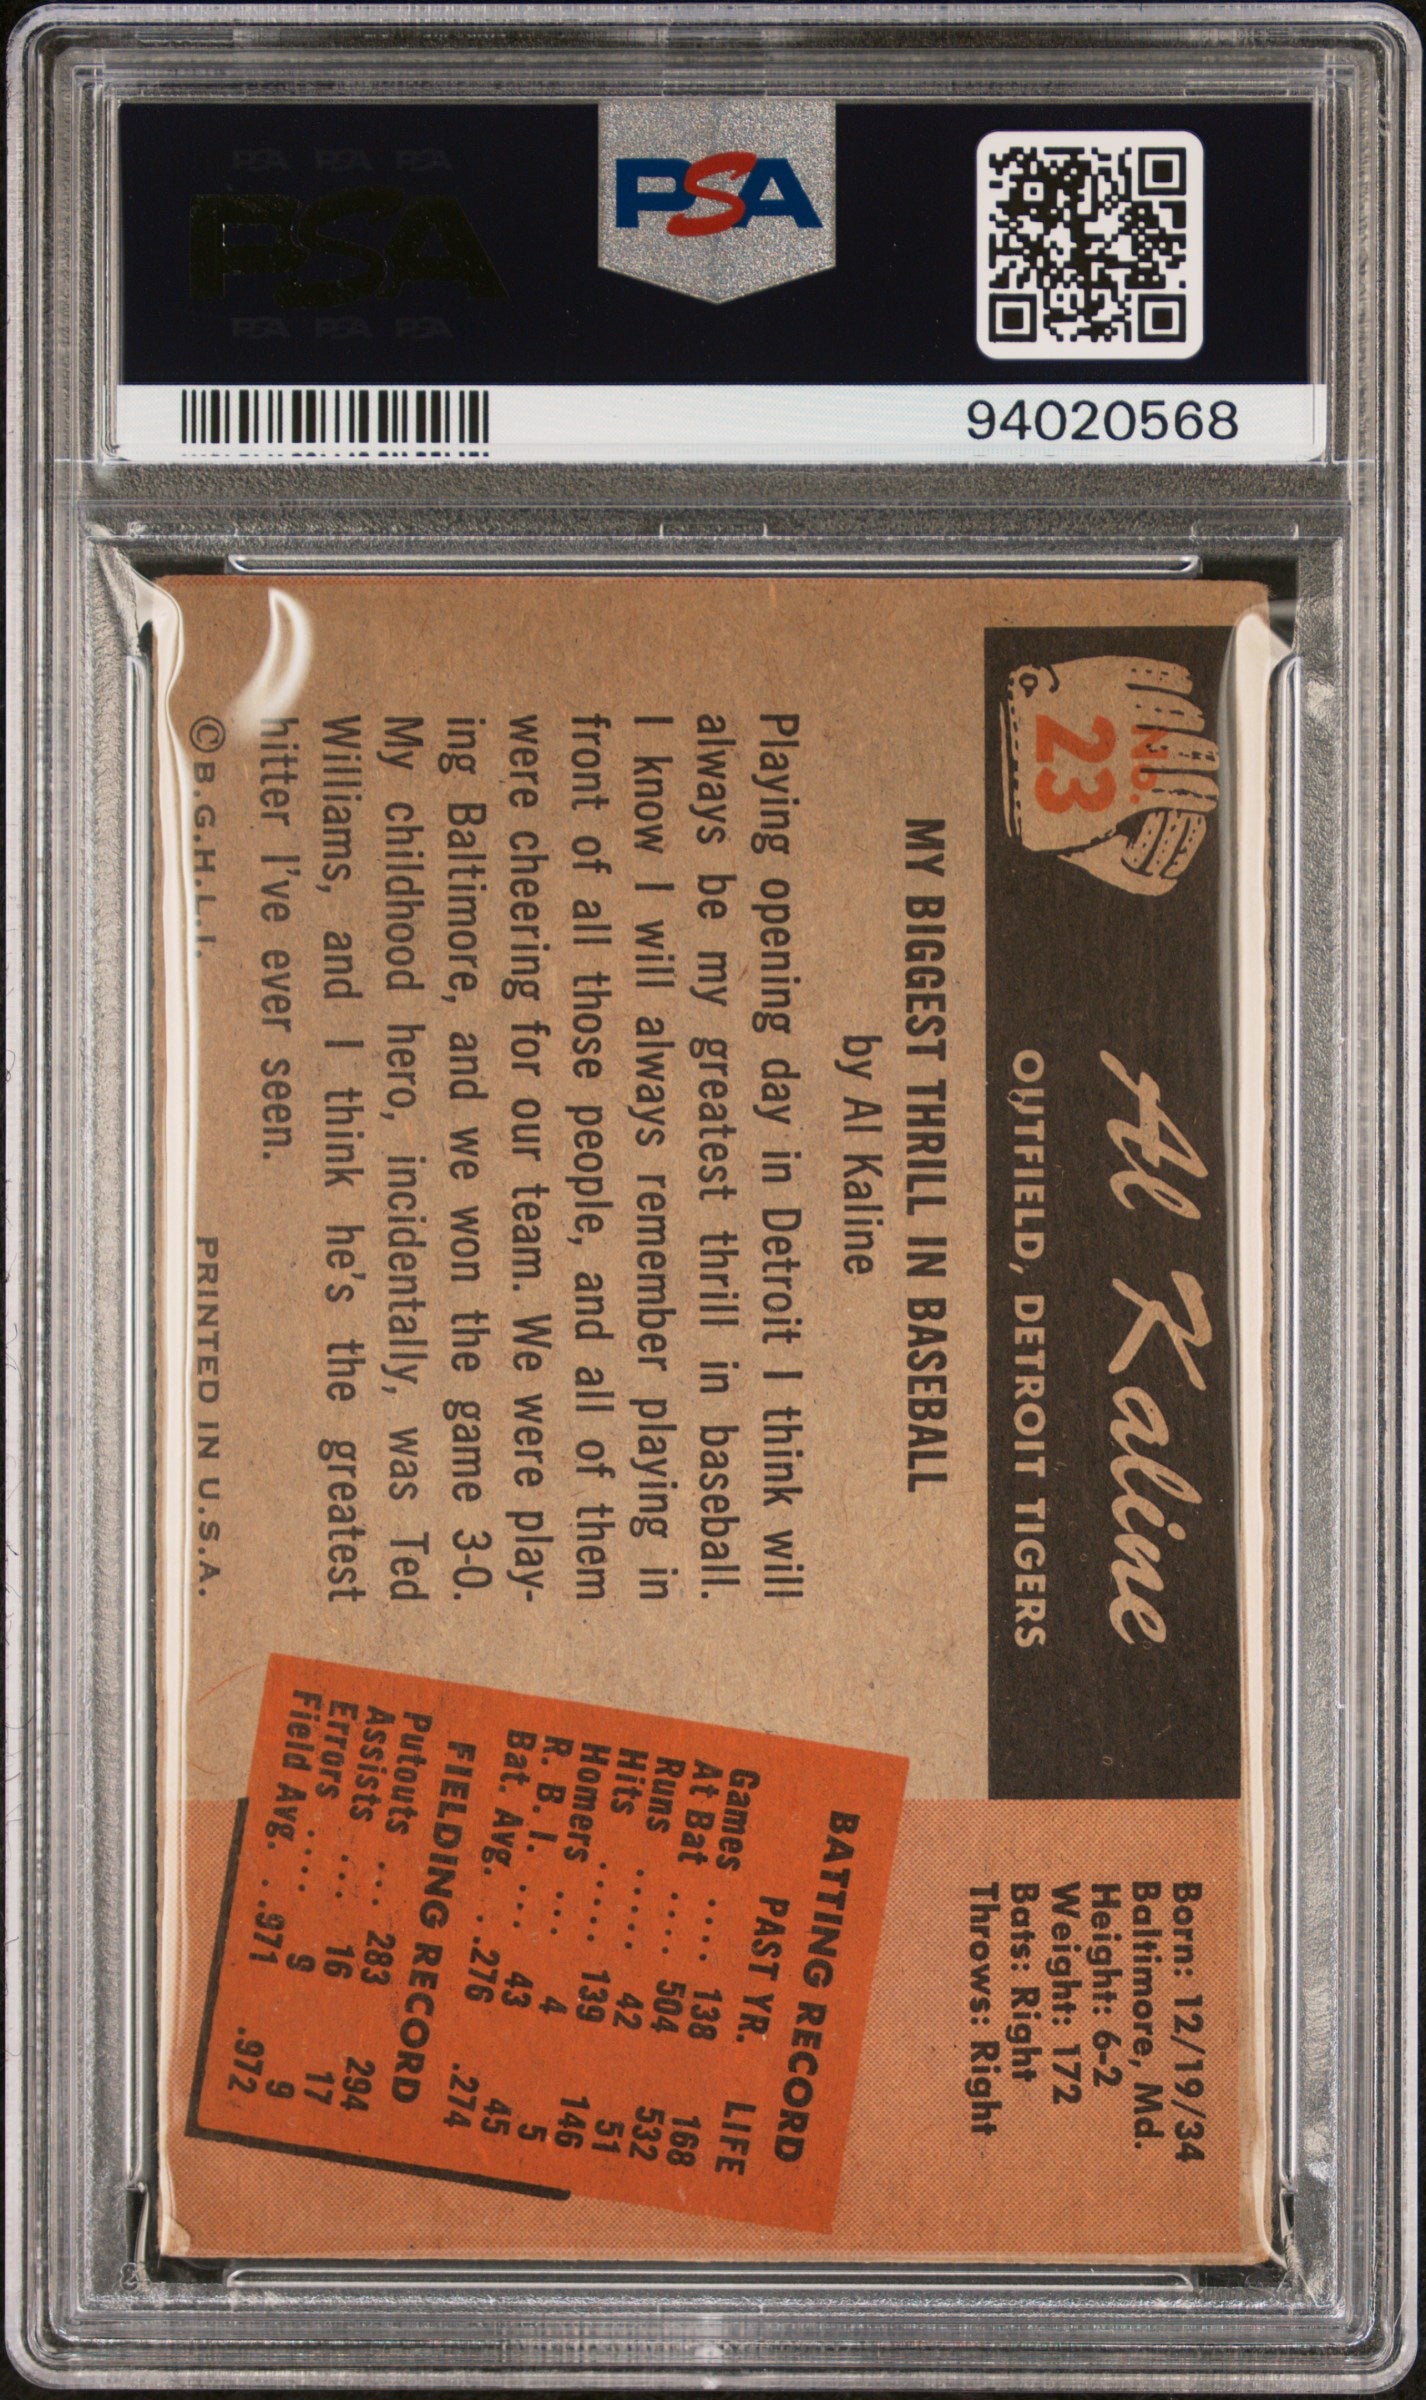 PSA PSA PSA
PSA
PSA PSA PSA
PSA
94020568
No.
23
Al Kaline
OUTFIELD, DETROIT TIGERS
Born: 12/19/34
Baltimore, Md.
Height: 6-2
Weight: 172
Bats: Right
Throws: Right
MY BIGGEST THRILL IN BASEBALL
by Al Kaline
Playing opening day in Detroit I think will
always be my greatest thrill in baseball.
I know I will always remember playing in
front of all those people, and all of them
were cheering for our team. We were play-
ing Baltimore, and we won the game 3-0.
My childhood hero, incidentally, was Ted
Williams, and I think he's the greatest
hitter I've ever seen.
© B.G.H.L.I. PRINTED IN U.S.A.
BATTING RECORD
PAST YR. LIFE
Games .... 138 168
At Bat .... 504 532
Runs ..... 42 51
Hits ..... 139 146
Homers ... 4 5
R. B. I. ... 43 45
Bat. Avg. . .276 .274
FIELDING RECORD
Putouts ... 283 294
Assists ... 16 17
Errors .... 9 9
Field Avg. . .971 .972